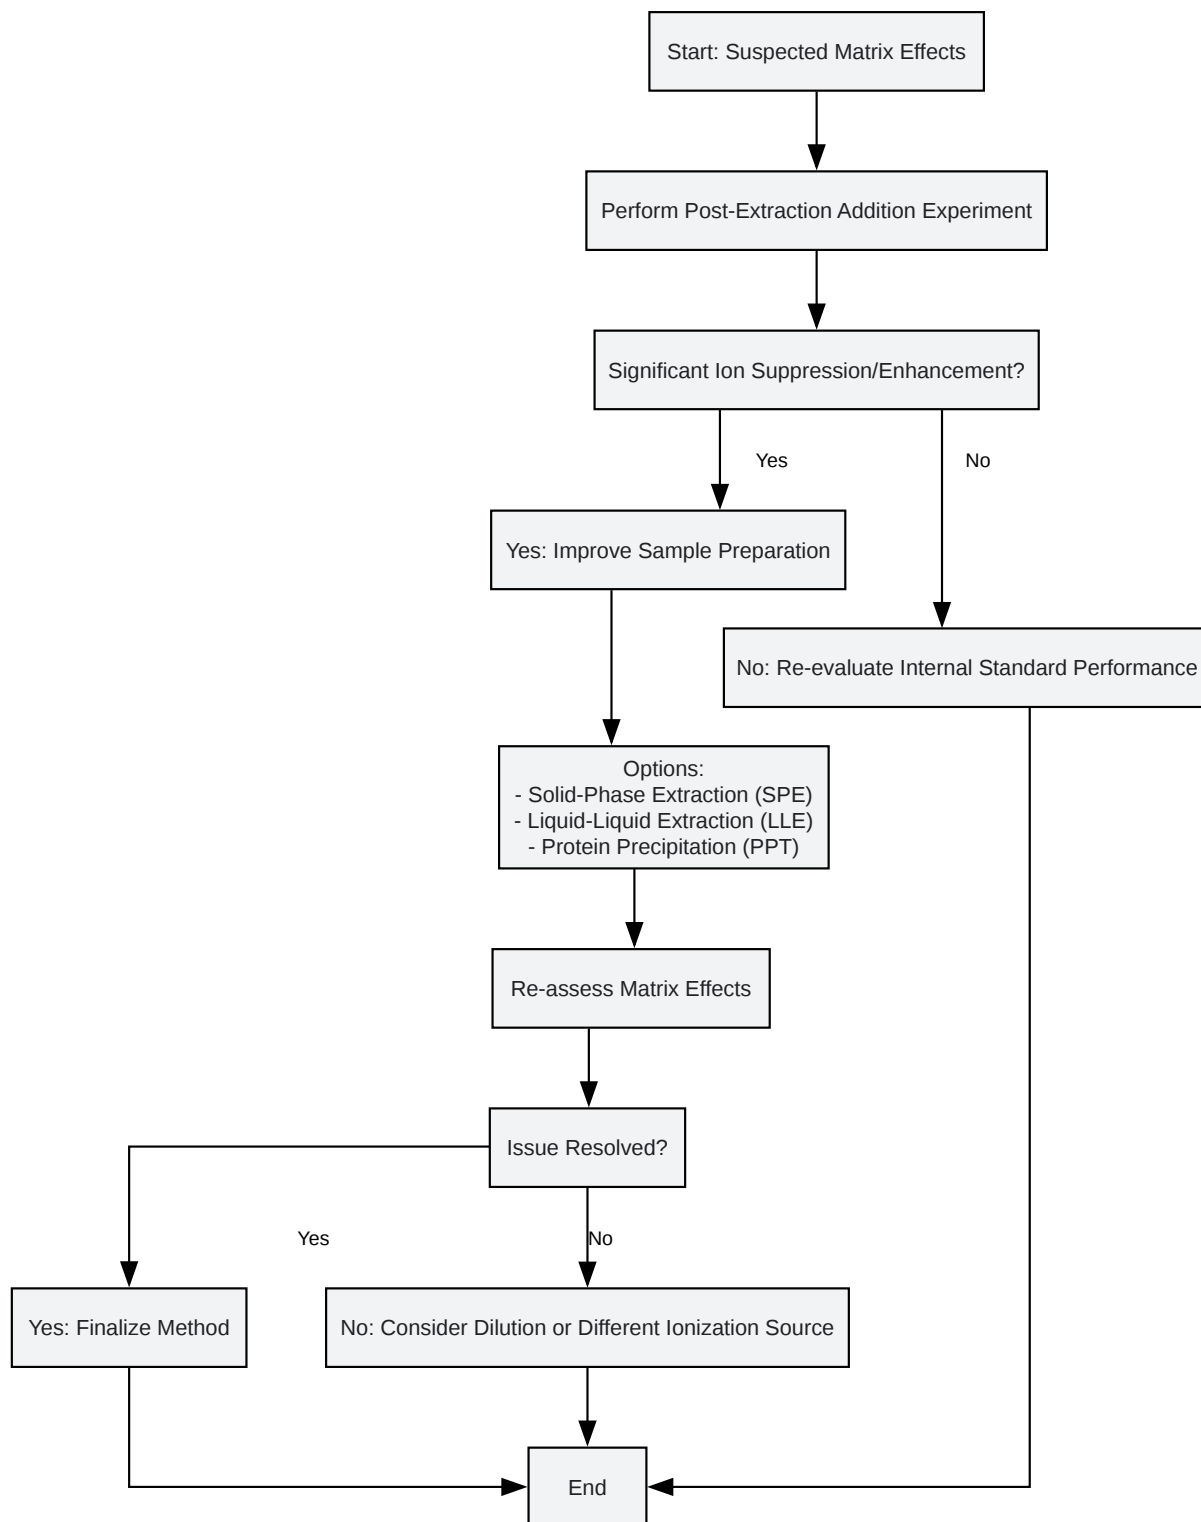 Start: Suspected Matrix Effects
Perform Post-Extraction Addition Experiment
Significant Ion Suppression/Enhancement?
Yes
No
Yes: Improve Sample Preparation
No: Re-evaluate Internal Standard Performance
Options:
- Solid-Phase Extraction (SPE)
- Liquid-Liquid Extraction (LLE)
- Protein Precipitation (PPT)
Re-assess Matrix Effects
Issue Resolved?
Yes
No
Yes: Finalize Method
No: Consider Dilution or Different Ionization Source
End